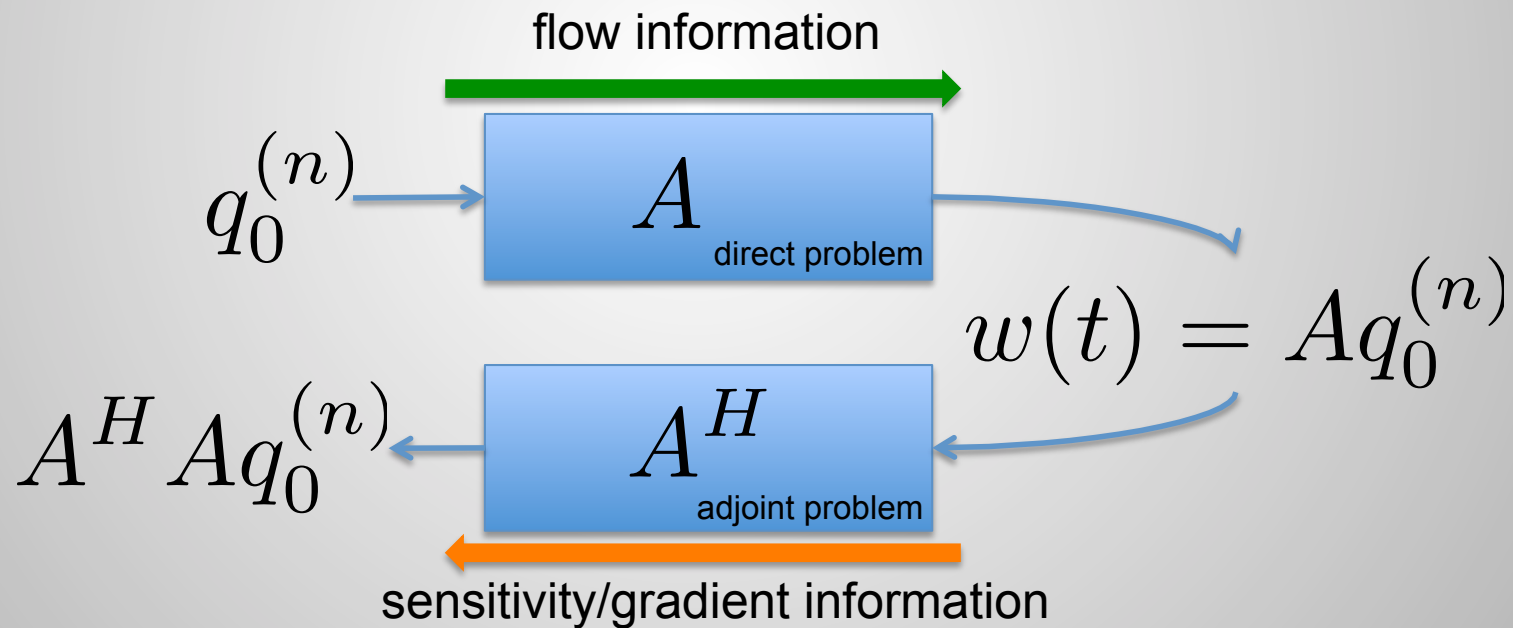 flow information
q_0^{(n)}
A
direct problem
w(t) = Aq_0^{(n)}
A^H Aq_0^{(n)}
A^H
adjoint problem
sensitivity/gradient information